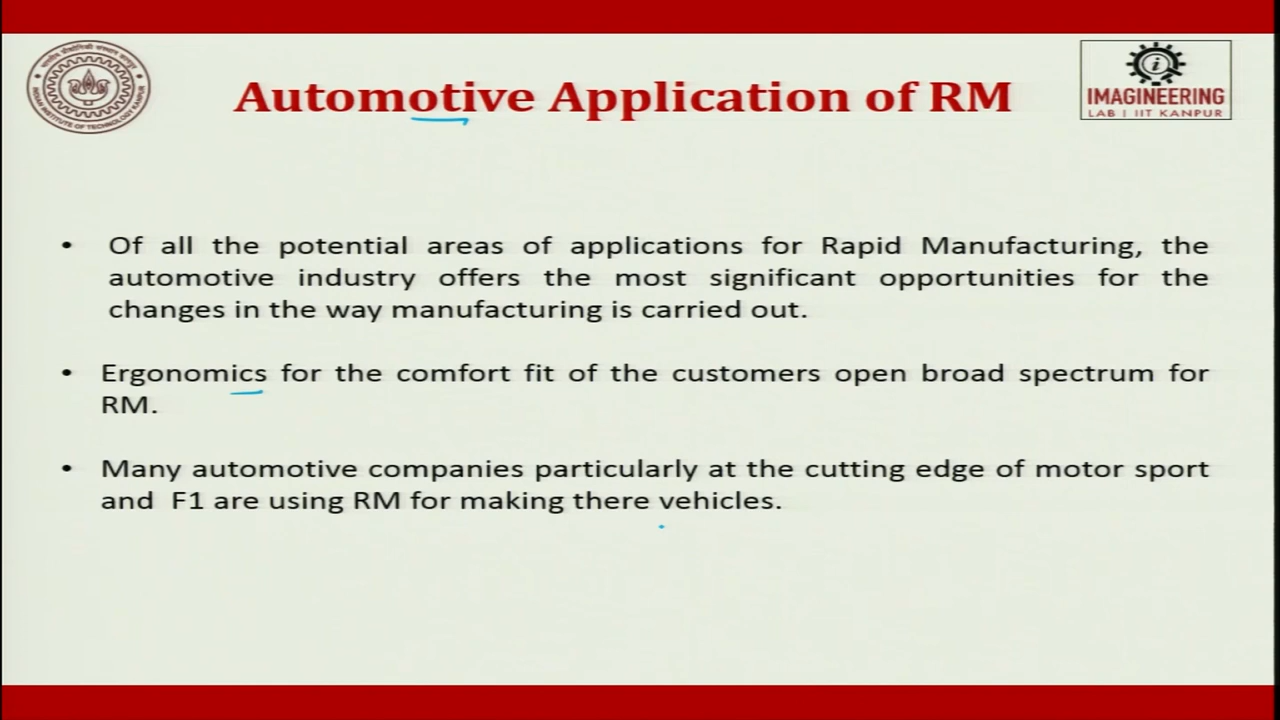 Automotive Application of RM
IMAGINEERING
LAB | IIT KANPUR
• Of all the potential areas of applications for Rapid Manufacturing, the
automotive industry offers the most significant opportunities for the
changes in the way manufacturing is carried out.
• Ergonomics for the comfort fit of the customers open broad spectrum for
RM.
• Many automotive companies particularly at the cutting edge of motor sport
and F1 are using RM for making there vehicles.